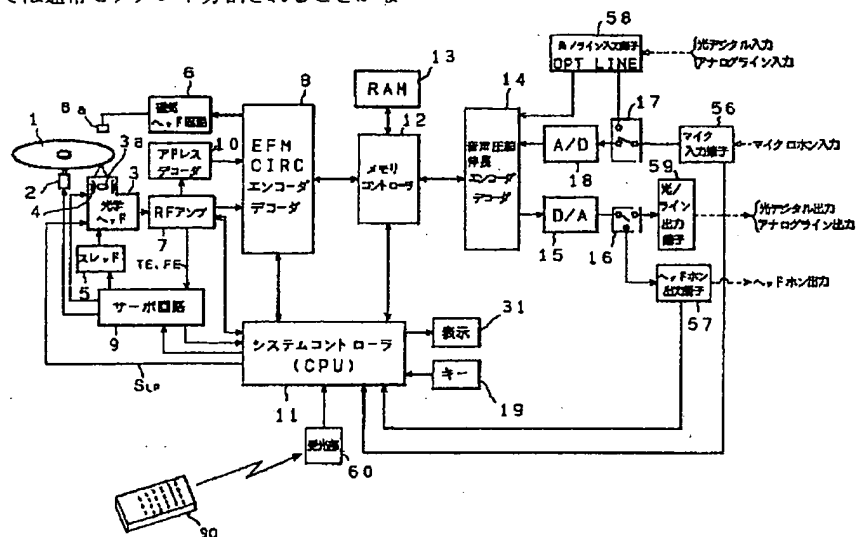 58
光/ライン入力端子
OPT LINE
光デジタル入力
アナログライン入力
6
8
13
RAM
14
6a
磁気
ヘッド回路
12
17
56
1
10
EFM
CIRC
エンコーダ
デコーダ
メモリ
コントローラ
音声圧縮
伸長
エンコーダ
デコーダ
A/D
18
マイク
入力端子
マイクロホン入力
3a
3
アドレス
デコーダ
59
2
4
光学
ヘッド
RFアンプ
7
D/A
15
16
光/
ライン
出力
端子
光デジタル出力
アナログライン出力
スレッド
5
TE,FE
ヘッドホン
出力端子
57
ヘッドホン出力
サーボ回路
9
システムコントローラ
(CPU)
11
表示
31
キー
19
SLP
受光部
60
90